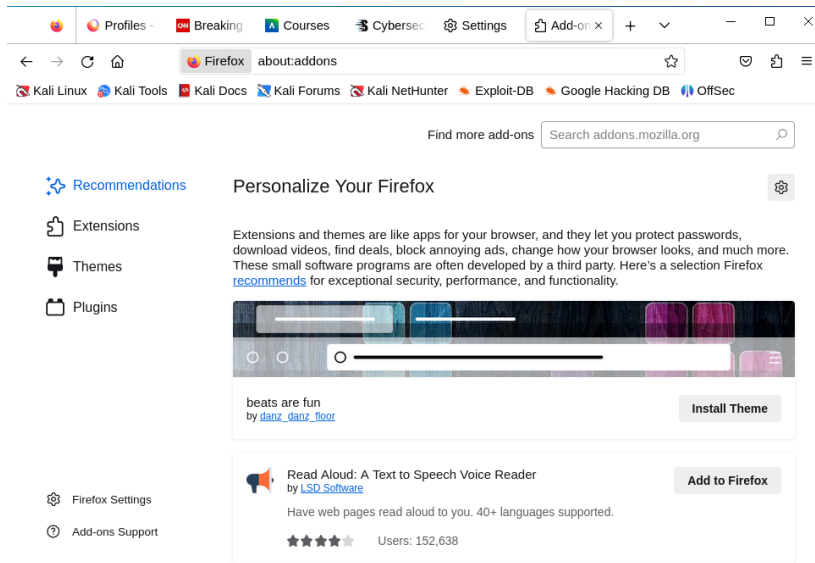 Profiles -
Breaking
Courses
Cybersec
Settings
Add-on
Firefox about:addons
Kali Linux Kali Tools Kali Docs Kali Forums Kali NetHunter Exploit-DB Google Hacking DB OffSec
Find more add-ons Search addons.mozilla.org
Recommendations
Extensions
Themes
Plugins
Firefox Settings
Add-ons Support
Personalize Your Firefox
Extensions and themes are like apps for your browser, and they let you protect passwords,
download videos, find deals, block annoying ads, change how your browser looks, and much more.
These small software programs are often developed by a third party. Here's a selection Firefox
recommends for exceptional security, performance, and functionality.
beats are fun
by danz_danz_floor
Install Theme
Read Aloud: A Text to Speech Voice Reader
by LSD Software
Add to Firefox
Have web pages read aloud to you. 40+ languages supported.
Users: 152,638